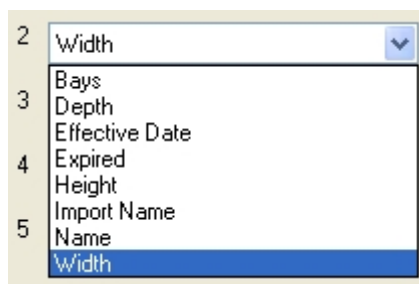 2 Width
Bays
3 Depth
Effective Date
4 Expired
Height
Import Name
5 Name
Width